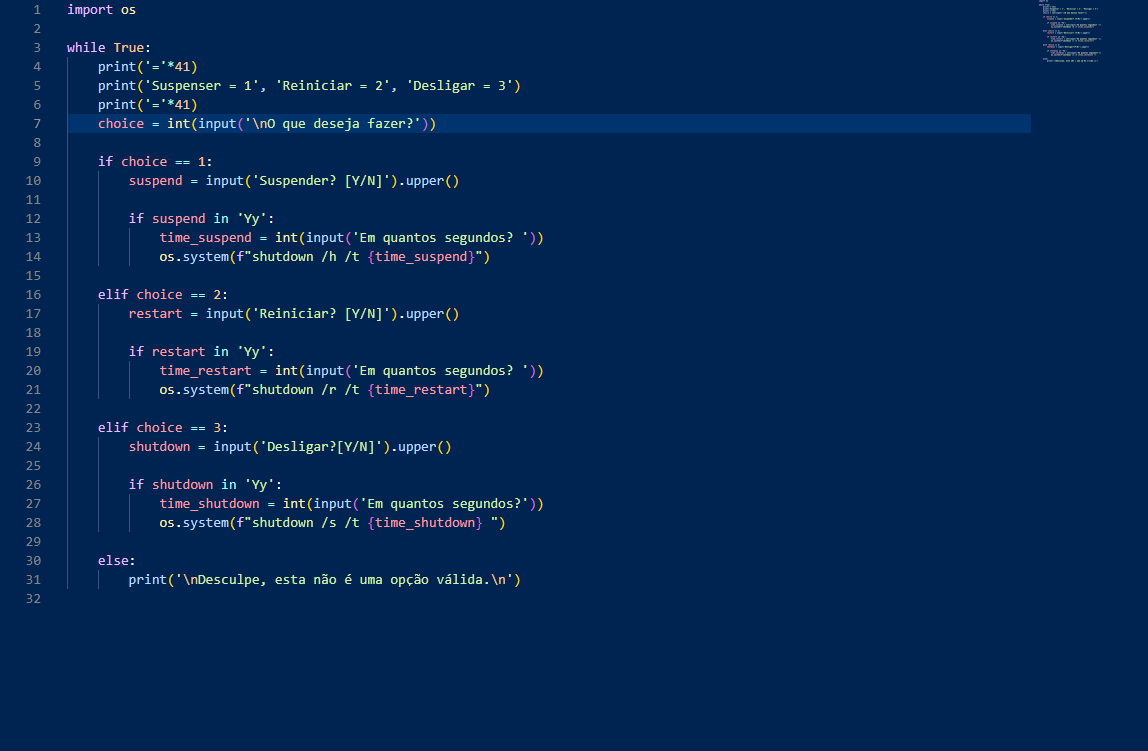 1 import os
2
3 while True:
4     print('='*41)
5     print('Suspenser = 1', 'Reiniciar = 2', 'Desligar = 3')
6     print('='*41)
7     choice = int(input('\nO que deseja fazer?'))
8
9     if choice == 1:
10         suspend = input('Suspender? [Y/N]').upper()
11
12         if suspend in 'Yy':
13             time_suspend = int(input('Em quantos segundos? '))
14             os.system(f"shutdown /h /t {time_suspend}")
15
16     elif choice == 2:
17         restart = input('Reiniciar? [Y/N]').upper()
18
19         if restart in 'Yy':
20             time_restart = int(input('Em quantos segundos? '))
21             os.system(f"shutdown /r /t {time_restart}")
22
23     elif choice == 3:
24         shutdown = input('Desligar?[Y/N]').upper()
25
26         if shutdown in 'Yy':
27             time_shutdown = int(input('Em quantos segundos?'))
28             os.system(f"shutdown /s /t {time_shutdown} ")
29
30     else:
31         print('\nDesculpe, esta não é uma opção válida.\n')
32